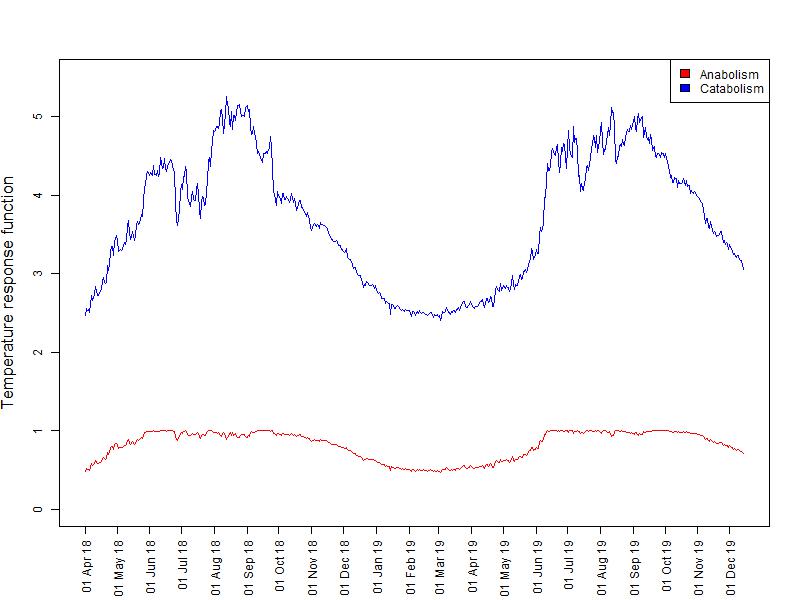 Anabolism
Catabolism
Temperature response function
5
4
3
2
1
0
01 Apr 18
01 May 18
01 Jun 18
01 Jul 18
01 Aug 18
01 Sep 18
01 Oct 18
01 Nov 18
01 Dec 18
01 Jan 19
01 Feb 19
01 Mar 19
01 Apr 19
01 May 19
01 Jun 19
01 Jul 19
01 Aug 19
01 Sep 19
01 Oct 19
01 Nov 19
01 Dec 19